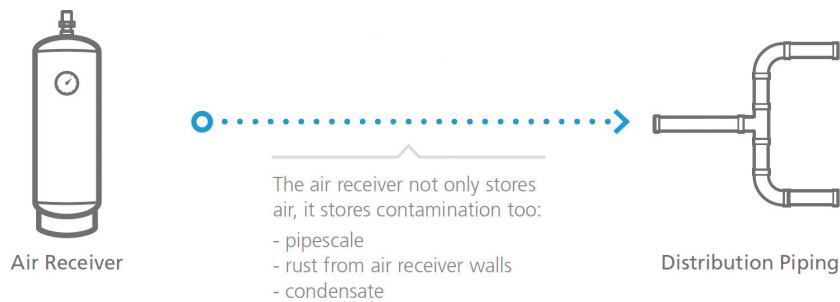 The air receiver not only stores
air, it stores contamination too:
- pipescale
- rust from air receiver walls
- condensate
Air Receiver
Distribution Piping